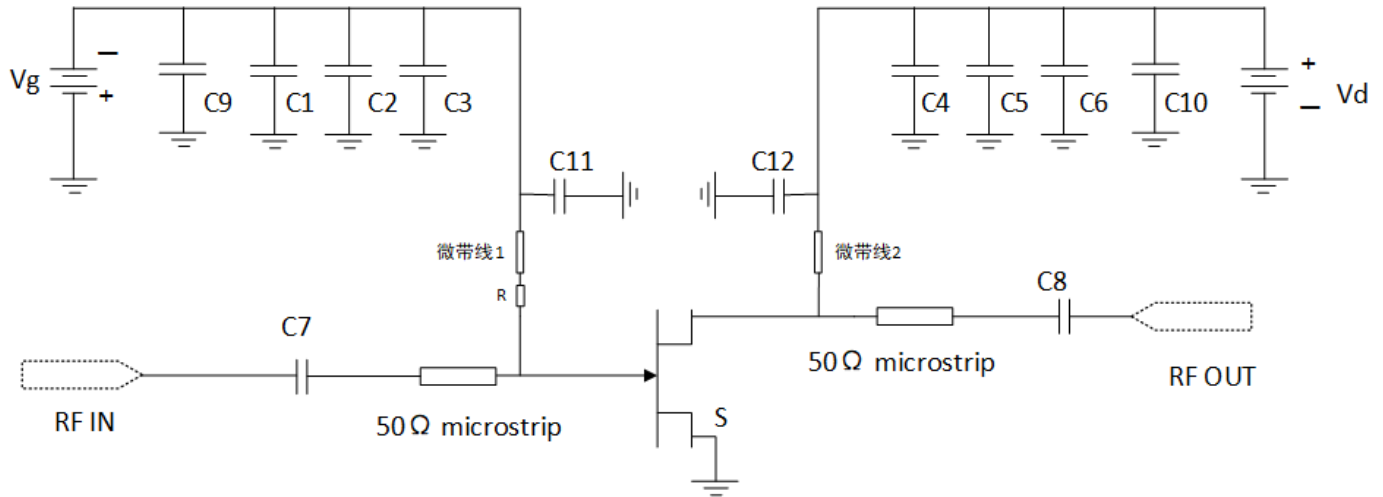 Vg
−
+
C9
C1
C2
C3
C4
C5
C6
C10
+
−
Vd
C11
C12
微带线1
微带线2
R
C7
C8
50Ω microstrip
RF OUT
RF IN
50Ω microstrip
S